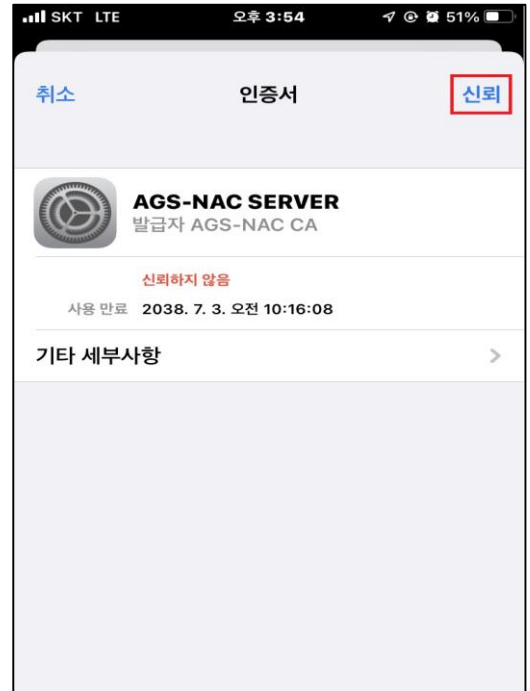 SKT LTE 오후 3:54 51%
취소 인증서 신뢰
AGS-NAC SERVER
발급자 AGS-NAC CA
신뢰하지 않음
사용 만료 2038. 7. 3. 오전 10:16:08
기타 세부사항